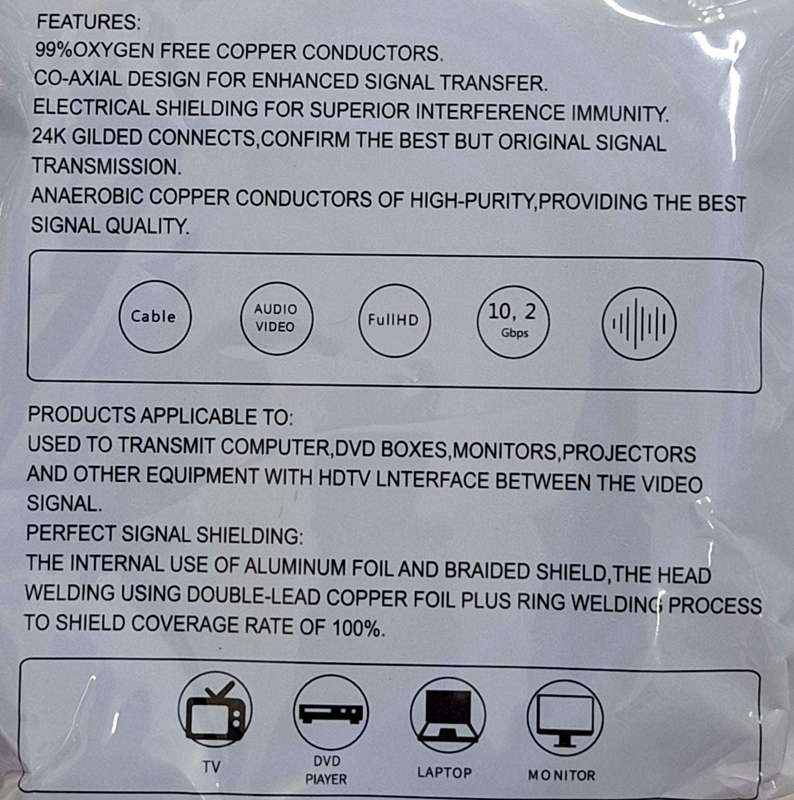 FEATURES:
99%OXYGEN FREE COPPER CONDUCTORS.
CO-AXIAL DESIGN FOR ENHANCED SIGNAL TRANSFER.
ELECTRICAL SHIELDING FOR SUPERIOR INTERFERENCE IMMUNITY.
24K GILDED CONNECTS,CONFIRM THE BEST BUT ORIGINAL SIGNAL
TRANSMISSION.
ANAEROBIC COPPER CONDUCTORS OF HIGH-PURITY,PROVIDING THE BEST
SIGNAL QUALITY.
Cable
AUDIO
VIDEO
FullHD
10, 2
Gbps
PRODUCTS APPLICABLE TO:
USED TO TRANSMIT COMPUTER,DVD BOXES,MONITORS,PROJECTORS
AND OTHER EQUIPMENT WITH HDTV LNTERFACE BETWEEN THE VIDEO
SIGNAL.
PERFECT SIGNAL SHIELDING:
THE INTERNAL USE OF ALUMINUM FOIL AND BRAIDED SHIELD,THE HEAD
WELDING USING DOUBLE-LEAD COPPER FOIL PLUS RING WELDING PROCESS
TO SHIELD COVERAGE RATE OF 100%.
TV
DVD
PIAYER
LAPTOP
MONITOR